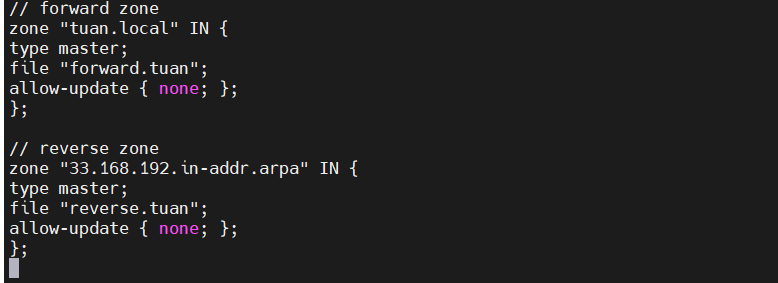 // forward zone
zone "tuan.local" IN {
type master;
file "forward.tuan";
allow-update { none; };
};
// reverse zone
zone "33.168.192.in-addr.arpa" IN {
type master;
file "reverse.tuan";
allow-update { none; };
};